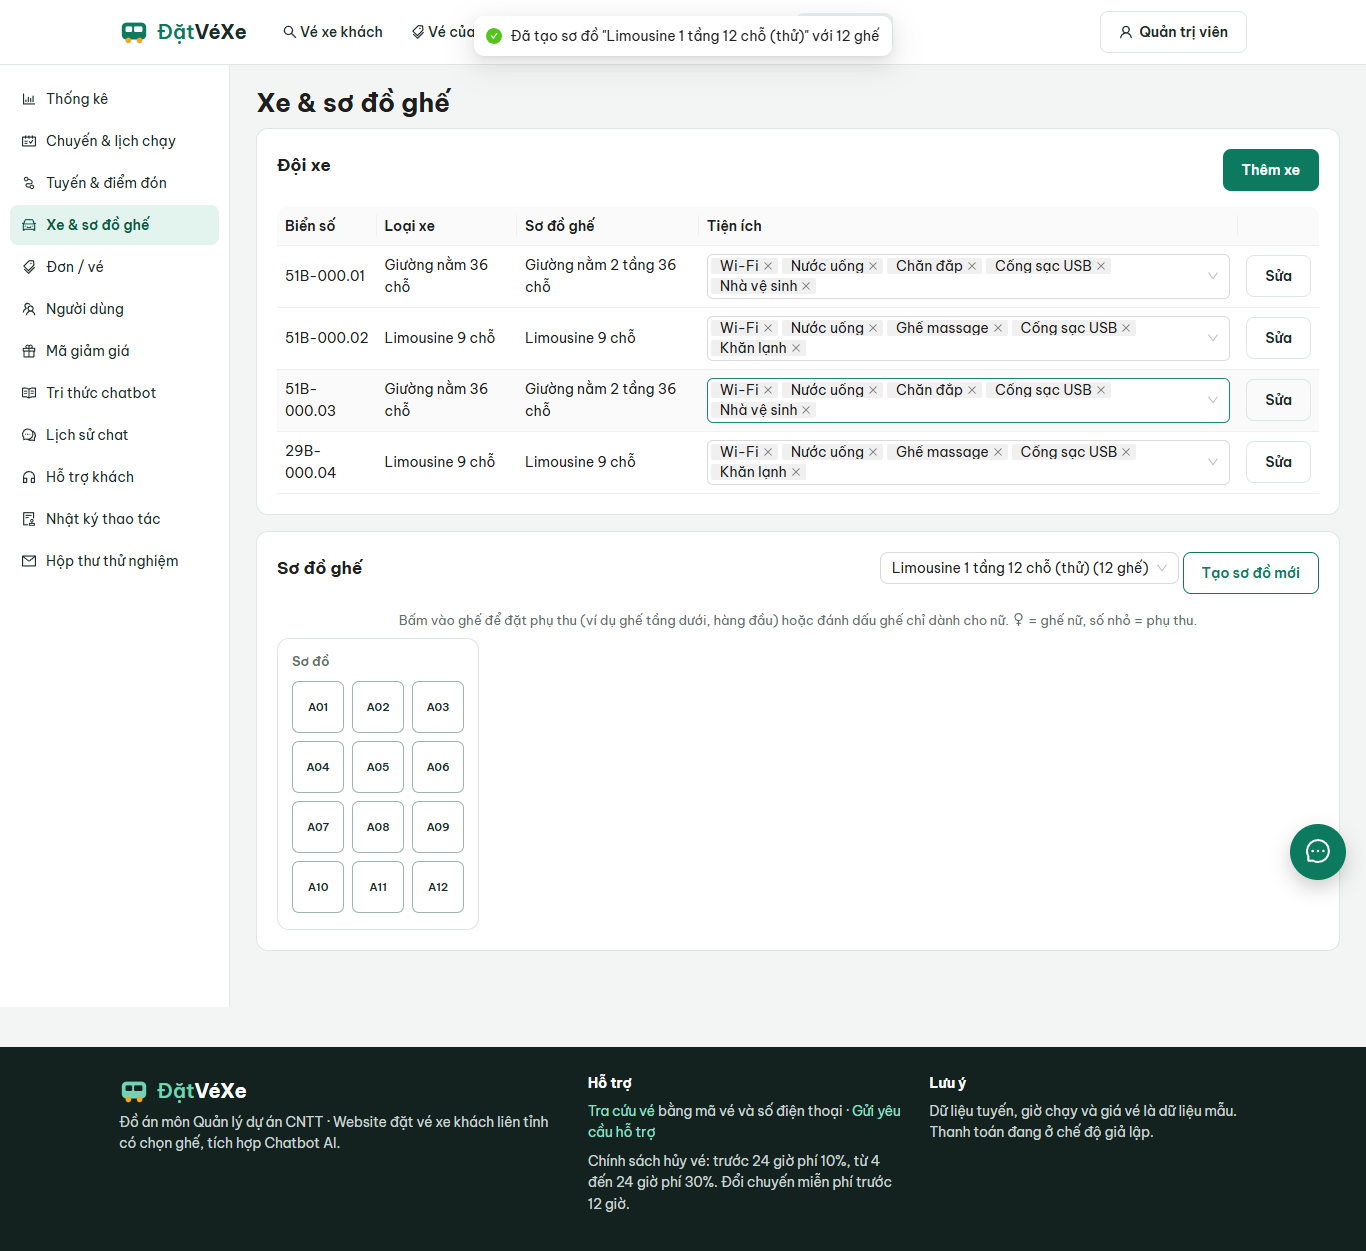 ĐặtVéXe
Vé xe khách
Vé của
Đã tạo sơ đồ "Limousine 1 tầng 12 chỗ (thử)" với 12 ghế
Quản trị viên
Thống kê
Chuyến & lịch chạy
Tuyến & điểm đón
Xe & sơ đồ ghế
Đơn / vé
Người dùng
Mã giảm giá
Tri thức chatbot
Lịch sử chat
Hỗ trợ khách
Nhật ký thao tác
Hộp thư thử nghiệm
Xe & sơ đồ ghế
Đội xe
Thêm xe
Biển số Loại xe Sơ đồ ghế Tiện ích
51B-000.01 Giường nằm 36 chỗ Giường nằm 2 tầng 36 chỗ Wi-Fi Nước uống Chăn đắp Cổng sạc USB Nhà vệ sinh Sửa
51B-000.02 Limousine 9 chỗ Limousine 9 chỗ Wi-Fi Nước uống Ghế massage Cổng sạc USB Khăn lạnh Sửa
51B-000.03 Giường nằm 36 chỗ Giường nằm 2 tầng 36 chỗ Wi-Fi Nước uống Chăn đắp Cổng sạc USB Nhà vệ sinh Sửa
29B-000.04 Limousine 9 chỗ Limousine 9 chỗ Wi-Fi Nước uống Ghế massage Cổng sạc USB Khăn lạnh Sửa
Sơ đồ ghế
Limousine 1 tầng 12 chỗ (thử) (12 ghế)
Tạo sơ đồ mới
Bấm vào ghế để đặt phụ thu (ví dụ ghế tầng dưới, hàng đầu) hoặc đánh dấu ghế chỉ dành cho nữ. ♀ = ghế nữ, số nhỏ = phụ thu.
Sơ đồ
A01 A02 A03
A04 A05 A06
A07 A08 A09
A10 A11 A12
ĐặtVéXe
Đồ án môn Quản lý dự án CNTT · Website đặt vé xe khách liên tỉnh
có chọn ghế, tích hợp Chatbot AI.
Hỗ trợ
Tra cứu vé bằng mã vé và số điện thoại · Gửi yêu
cầu hỗ trợ
Chính sách hủy vé: trước 24 giờ phí 10%, từ 4
đến 24 giờ phí 30%. Đổi chuyến miễn phí trước
12 giờ.
Lưu ý
Dữ liệu tuyến, giờ chạy và giá vé là dữ liệu mẫu.
Thanh toán đang ở chế độ giả lập.